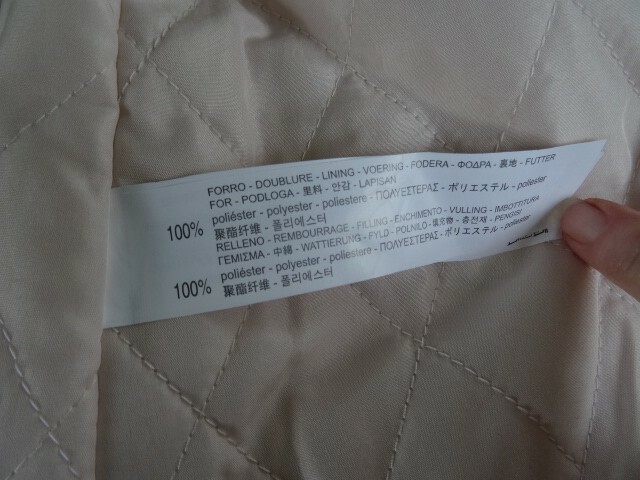 FORRO - DOUBLURE - LINING - VOERING - FODERA - ΦΟΔΡΑ - 裏地 - FUTTER
FOR - PODLOGA - 里料 - 안감 - LAPISAN
100% poliéster - polyester - poliestere - ΠΟΛΥΕΣΤΕΡΑΣ - ポリエステル - poliester
聚酯纤维 - 폴리에스터
RELLENO - REMBOURRAGE - FILLING - ENCHIMENTO - VULLING - IMBOTTITURA
ΓΕΜΙΣΜΑ - 中綿 - WATTIERUNG - FYLD - POLNILO - 填充物 - 충전재 - PENGISI
100% poliéster - polyester - poliestere - ΠΟΛΥΕΣΤΕΡΑΣ - ポリエステル - poliester
聚酯纤维 - 폴리에스터